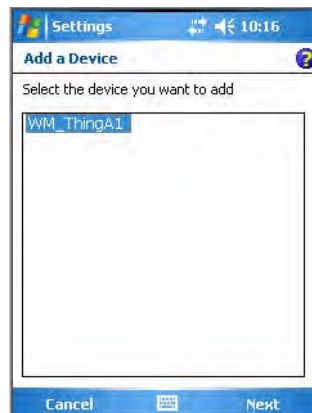 Settings 10:16
Add a Device
Select the device you want to add
WM_ThingA1
Cancel Next